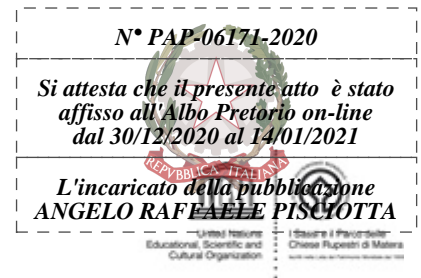 N° PAP-06171-2020
Si attesta che il presente atto è stato
affisso all'Albo Pretorio on-line
dal 30/12/2020 al 14/01/2021
REPVBBLICA ITALIANA
L'incaricato della pubblicazione
ANGELO RAFFAELE PISCIOTTA
United Nations
Educational, Scientific and
Cultural Organization
I Sassi e il Parco delle
Chiese Rupestri di Matera